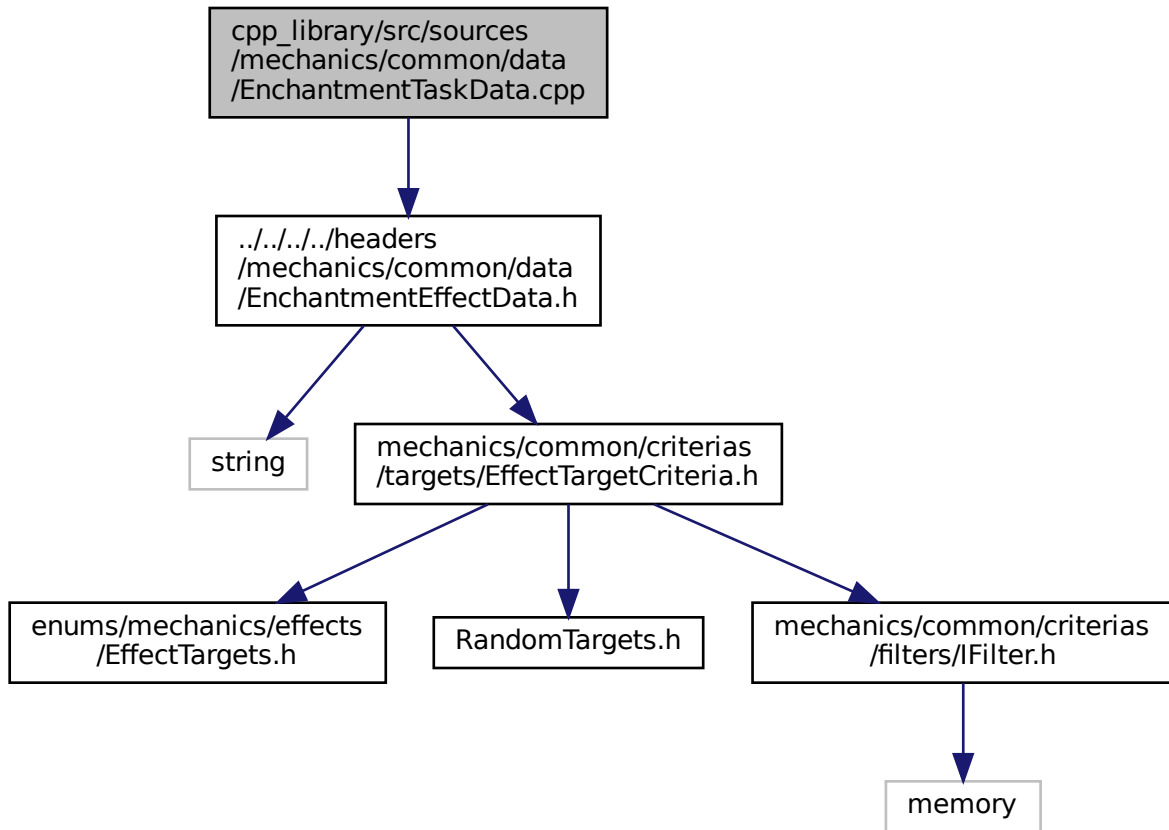 cpp_library/src/sources
/mechanics/common/data
/EnchantmentTaskData.cpp
../../../../headers
/mechanics/common/data
/EnchantmentEffectData.h
string
mechanics/common/criterias
/targets/EffectTargetCriteria.h
enums/mechanics/effects
/EffectTargets.h
RandomTargets.h
mechanics/common/criterias
/filters/IFilter.h
memory